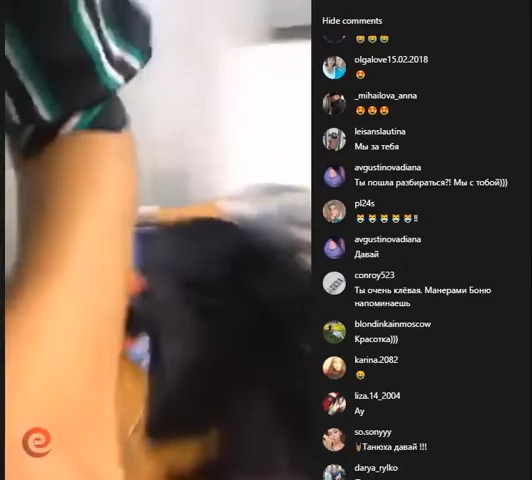 Hide comments
😂😂😂
olgalove15.02.2018
😍
_mihailova_anna
😍😍😍
leisanslautina
Мы за тебя
avgustinovadiana
Ты пошла разбираться?! Мы с тобой)))
pl24s
😹😹😹😹😹!!
avgustinovadiana
Давай
conroy523
Ты очень клёвая. Манерами Боню
напоминаешь
blondinkainmoscow
Красотка)))
karina.2082
😂
liza.14_2004
Ау
so.sonyyy
🤘Танюха давай !!!
darya_rylko